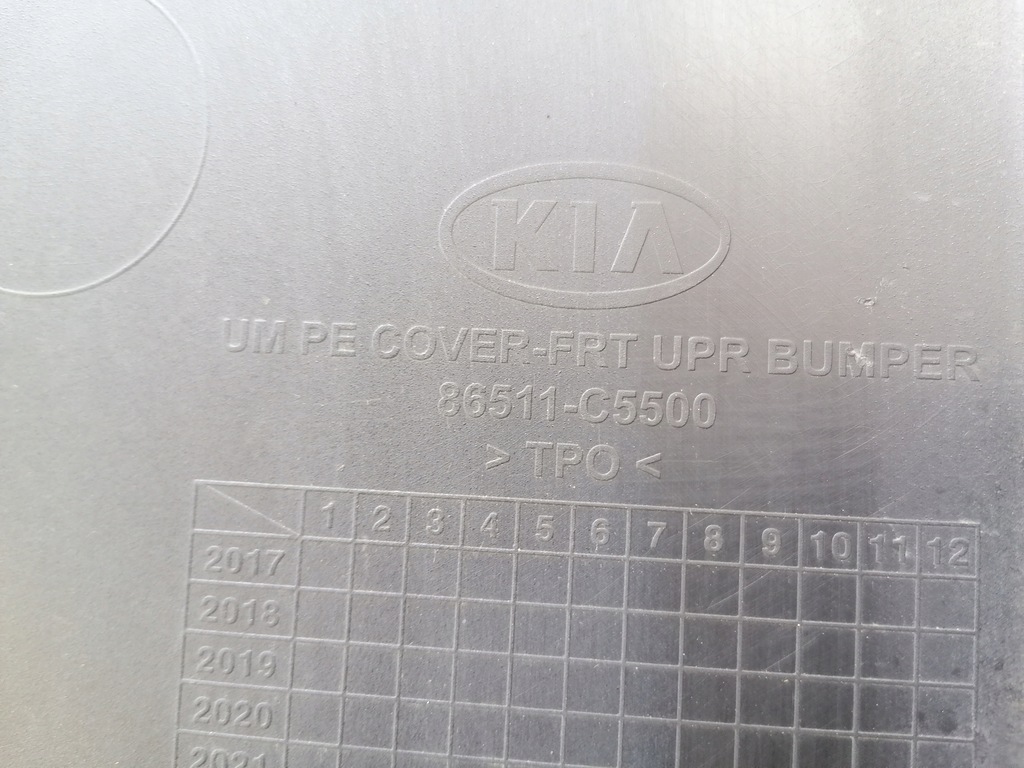 KIA
UM PE COVER-FRT UPR BUMPER
86511-C5500
> TPO <
1 2 3 4 5 6 7 8 9 10 11 12
2017
2018
2019
2020
2021